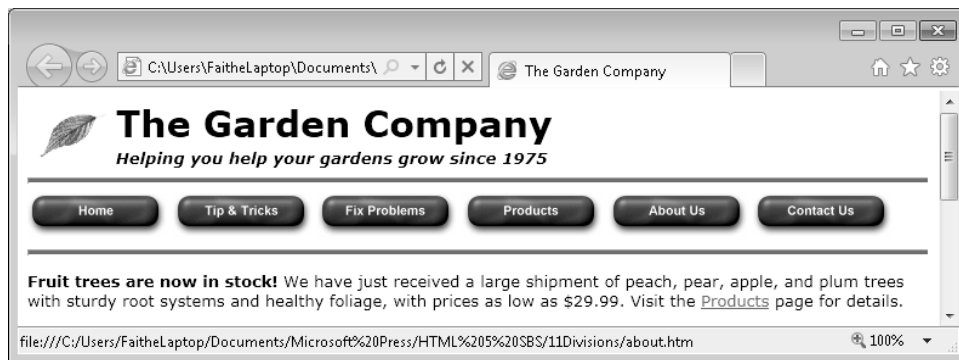 C:\Users\FaitheLaptop\Documents\
The Garden Company
The Garden Company
Helping you help your gardens grow since 1975
Home Tip & Tricks Fix Problems Products About Us Contact Us
Fruit trees are now in stock! We have just received a large shipment of peach, pear, apple, and plum trees
with sturdy root systems and healthy foliage, with prices as low as $29.99. Visit the Products page for details.
file:///C:/Users/FaitheLaptop/Documents/Microsoft%20Press/HTML%205%20SBS/11Divisions/about.htm 100%